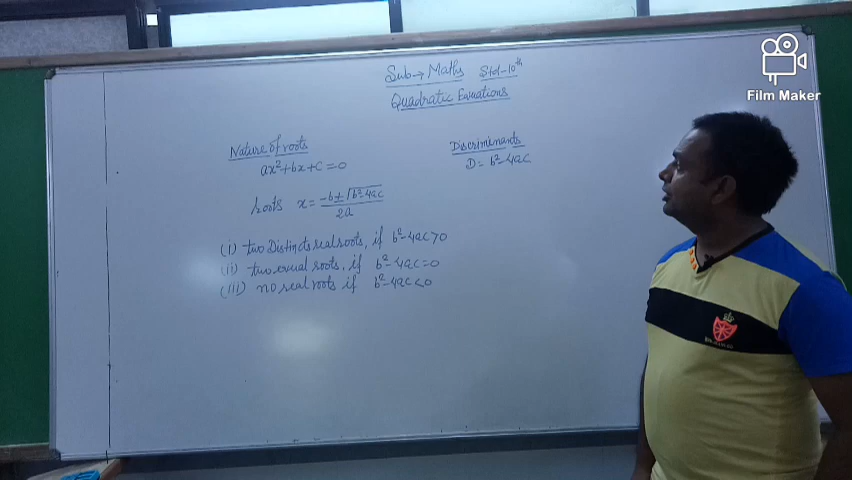 Sub→Maths Std-10th
Quadratic Equations
Nature of roots
ax²+bx+c=0
roots x = -b±√b²-4ac / 2a
(i) two Distincts real roots, if b²-4ac>0
(ii) two equal roots, if b²-4ac=0
(iii) no real roots if b²-4ac<0
Discriminants
D= b²-4ac
Film Maker